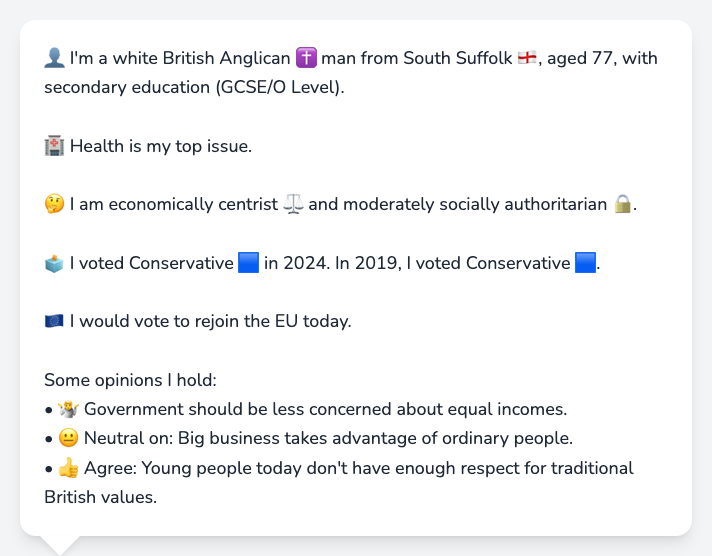 👤 I'm a white British Anglican ✝️ man from South Suffolk 🏴󠁧󠁢󠁥󠁮󠁧󠁿, aged 77, with
secondary education (GCSE/O Level).
🏥 Health is my top issue.
🤔 I am economically centrist ⚖️ and moderately socially authoritarian 🔒.
🗳️ I voted Conservative 🟦 in 2024. In 2019, I voted Conservative 🟦.
🇪🇺 I would vote to rejoin the EU today.
Some opinions I hold:
• 🤷 Government should be less concerned about equal incomes.
• 😐 Neutral on: Big business takes advantage of ordinary people.
• 👍 Agree: Young people today don't have enough respect for traditional
British values.